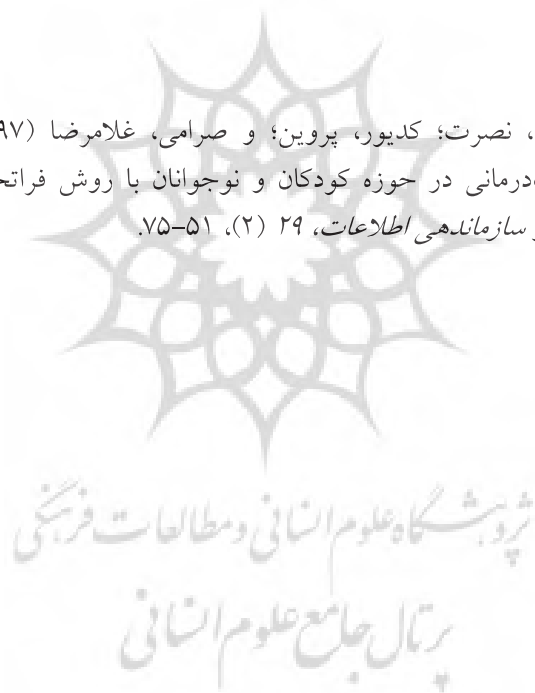 ، نصرت؛ کدیور، پروین؛ و صرامی، غلامرضا (۹۷
درمانی در حوزه کودکان و نوجوانان با روش فراتح
و سازماندهی اطلاعات، ۲۹ (۲)، ۵۱–۷۵.
پژوهشگاه علوم انسانی و مطالعات فرهنگی
پرتال جامع علوم انسانی